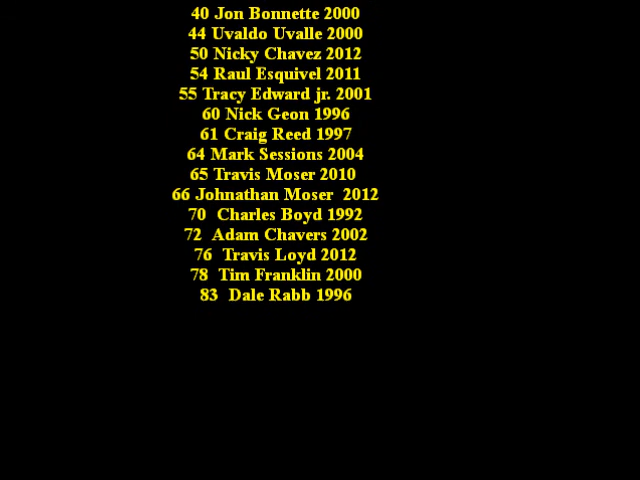 40 Jon Bonnette 2000
44 Uvaldo Uvalle 2000
50 Nicky Chavez 2012
54 Raul Esquivel 2011
55 Tracy Edward jr. 2001
60 Nick Geon 1996
61 Craig Reed 1997
64 Mark Sessions 2004
65 Travis Moser 2010
66 Johnathan Moser  2012
70  Charles Boyd 1992
72  Adam Chavers 2002
76  Travis Loyd 2012
78  Tim Franklin 2000
83  Dale Rabb 1996